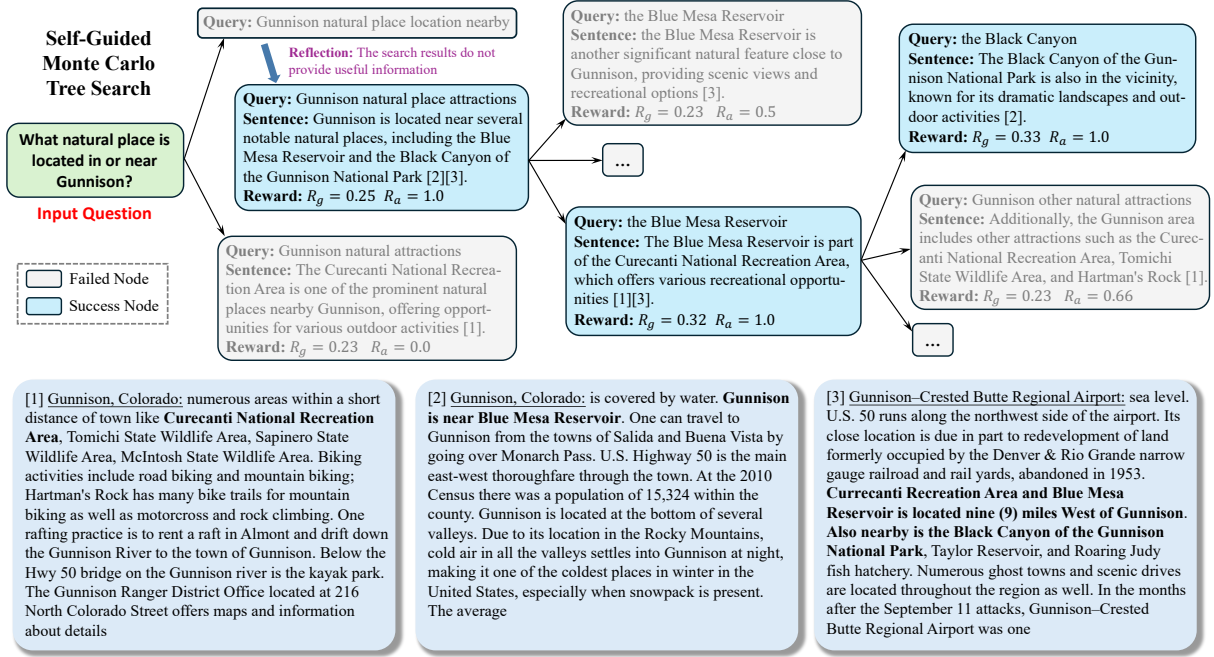 Self-Guided
Monte Carlo
Tree Search
What natural place is
located in or near
Gunnison?
Input Question
Failed Node
Success Node
Query: Gunnison natural place location nearby
Reflection: The search results do not
provide useful information
Query: Gunnison natural place attractions
Sentence: Gunnison is located near several
notable natural places, including the Blue
Mesa Reservoir and the Black Canyon of
the Gunnison National Park [2][3].
Reward: R_g = 0.25 R_a = 1.0
Query: Gunnison natural attractions
Sentence: The Curecanti National Recrea-
tion Area is one of the prominent natural
places nearby Gunnison, offering opport-
unities for various outdoor activities [1].
Reward: R_g = 0.23 R_a = 0.0
Query: the Blue Mesa Reservoir
Sentence: the Blue Mesa Reservoir is
another significant natural feature close to
Gunnison, providing scenic views and
recreational options [3].
Reward: R_g = 0.23 R_a = 0.5
...
Query: the Blue Mesa Reservoir
Sentence: The Blue Mesa Reservoir is part
of the Curecanti National Recreation Area,
which offers various recreational opportu-
nities [1][3].
Reward: R_g = 0.32 R_a = 1.0
Query: the Black Canyon
Sentence: The Black Canyon of the Gun-
nison National Park is also in the vicinity,
known for its dramatic landscapes and out-
door activities [2].
Reward: R_g = 0.33 R_a = 1.0
Query: Gunnison other natural attractions
Sentence: Additionally, the Gunnison area
includes other attractions such as the Curec-
anti National Recreation Area, Tomichi
State Wildlife Area, and Hartman's Rock [1].
Reward: R_g = 0.23 R_a = 0.66
...
[1] Gunnison, Colorado: numerous areas within a short
distance of town like Curecanti National Recreation
Area, Tomichi State Wildlife Area, Sapinero State
Wildlife Area, McIntosh State Wildlife Area. Biking
activities include road biking and mountain biking;
Hartman's Rock has many bike trails for mountain
biking as well as motorcross and rock climbing. One
rafting practice is to rent a raft in Almont and drift down
the Gunnison River to the town of Gunnison. Below the
Hwy 50 bridge on the Gunnison river is the kayak park.
The Gunnison Ranger District Office located at 216
North Colorado Street offers maps and information
about details
[2] Gunnison, Colorado: is covered by water. Gunnison
is near Blue Mesa Reservoir. One can travel to
Gunnison from the towns of Salida and Buena Vista by
going over Monarch Pass. U.S. Highway 50 is the main
east-west thoroughfare through the town. At the 2010
Census there was a population of 15,324 within the
county. Gunnison is located at the bottom of several
valleys. Due to its location in the Rocky Mountains,
cold air in all the valleys settles into Gunnison at night,
making it one of the coldest places in winter in the
United States, especially when snowpack is present.
The average
[3] Gunnison–Crested Butte Regional Airport: sea level.
U.S. 50 runs along the northwest side of the airport. Its
close location is due in part to redevelopment of land
formerly occupied by the Denver & Rio Grande narrow
gauge railroad and rail yards, abandoned in 1953.
Currecanti Recreation Area and Blue Mesa
Reservoir is located nine (9) miles West of Gunnison.
Also nearby is the Black Canyon of the Gunnison
National Park, Taylor Reservoir, and Roaring Judy
fish hatchery. Numerous ghost towns and scenic drives
are located throughout the region as well. In the months
after the September 11 attacks, Gunnison–Crested
Butte Regional Airport was one